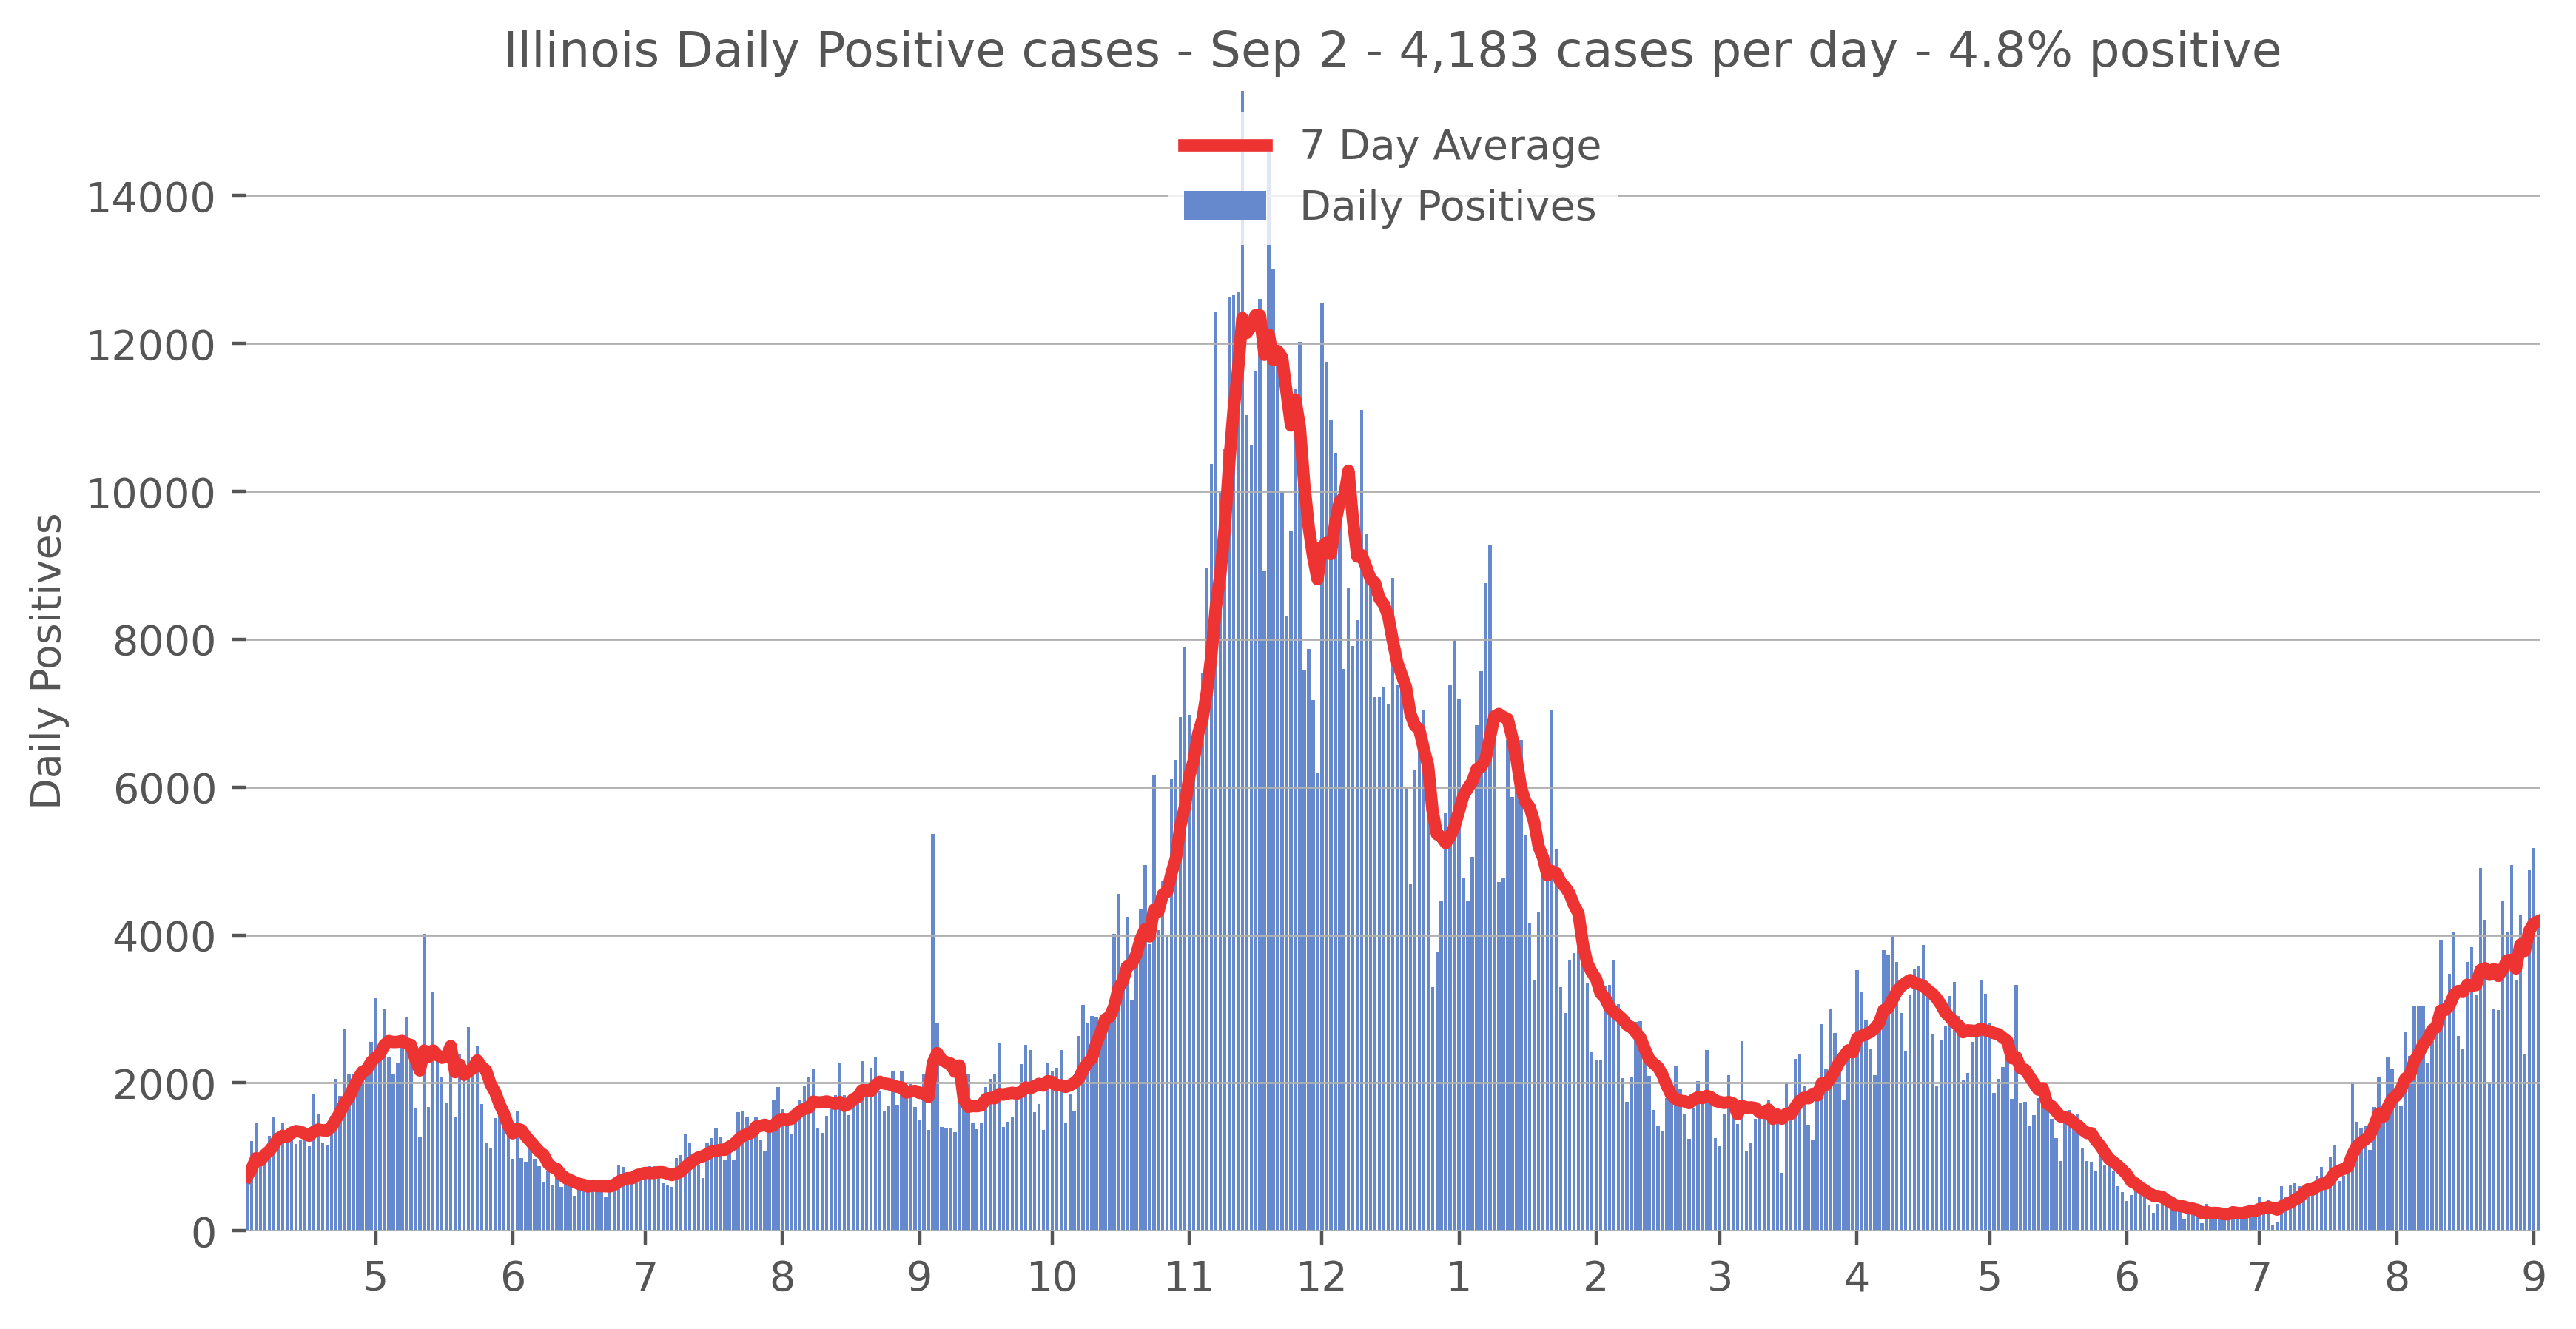 Illinois Daily Positive cases - Sep 2 - 4,183 cases per day - 4.8% positive
7 Day Average
Daily Positives
14000
12000
10000
8000
6000
4000
2000
0
Daily Positives
5 6 7 8 9 10 11 12 1 2 3 4 5 6 7 8 9